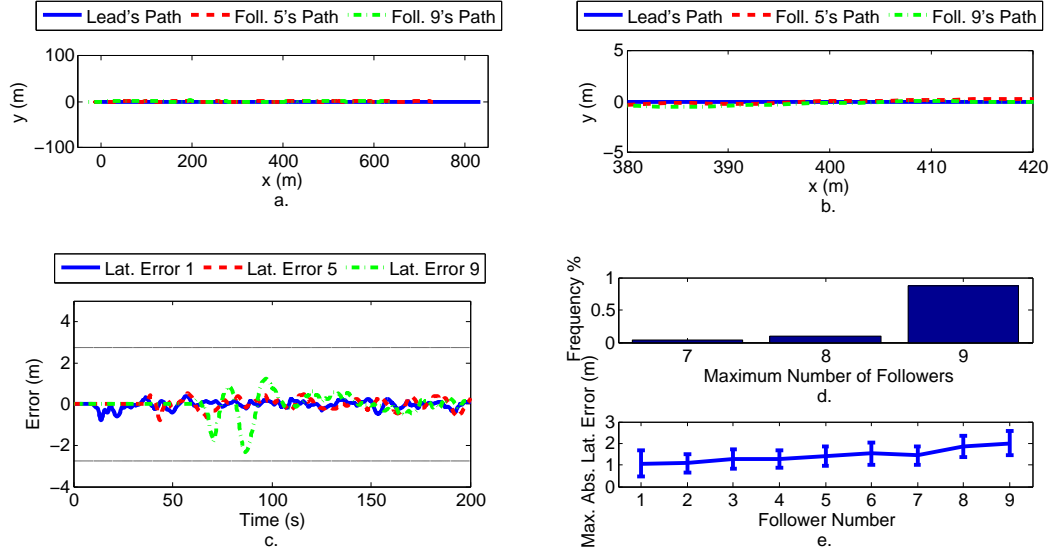 Lead's Path Foll. 5's Path Foll. 9's Path
100
0
−100
y (m)
0 200 400 600 800
x (m)
a.
Lead's Path Foll. 5's Path Foll. 9's Path
5
0
−5
y (m)
380 390 400 410 420
x (m)
b.
Lat. Error 1 Lat. Error 5 Lat. Error 9
4
2
0
−2
−4
Error (m)
0 50 100 150 200
Time (s)
c.
1
0.5
0
Frequency %
7 8 9
Maximum Number of Followers
d.
3
2
1
0
Max. Abs. Lat. Error (m)
1 2 3 4 5 6 7 8 9
Follower Number
e.